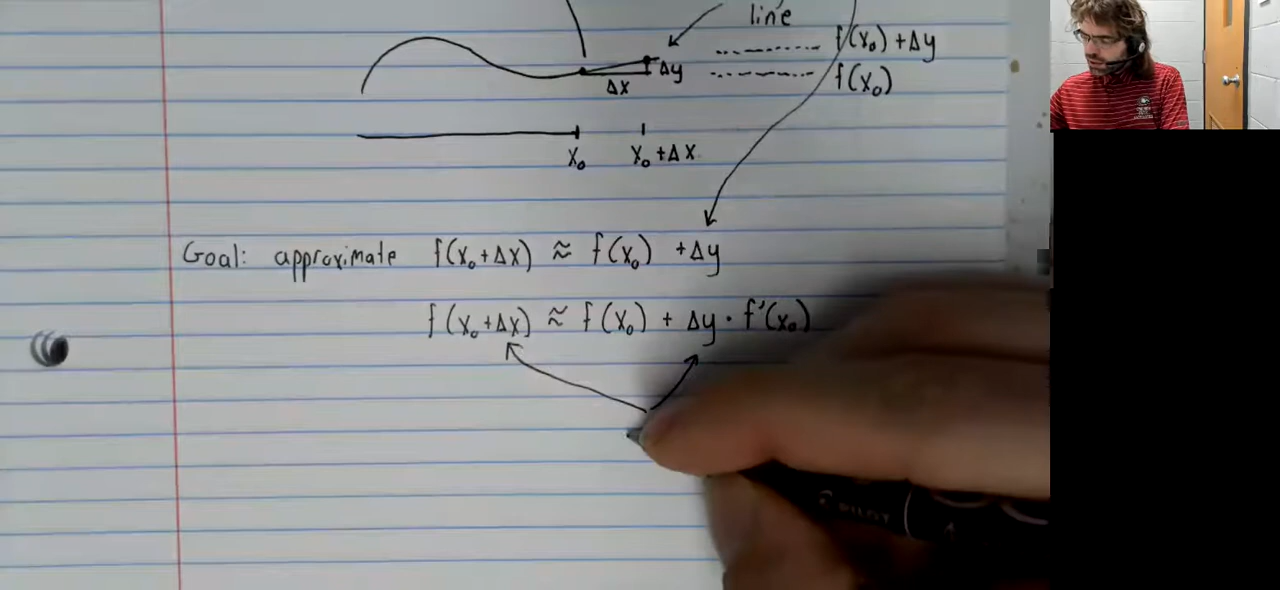 line
f(x₀) + Δy
Δy
f(x₀)
Δx
x₀ x₀ + Δx
Goal: approximate f(x₀ + Δx) ≈ f(x₀) + Δy
f(x₀ + Δx) ≈ f(x₀) + Δy · f'(x₀)
PILOT